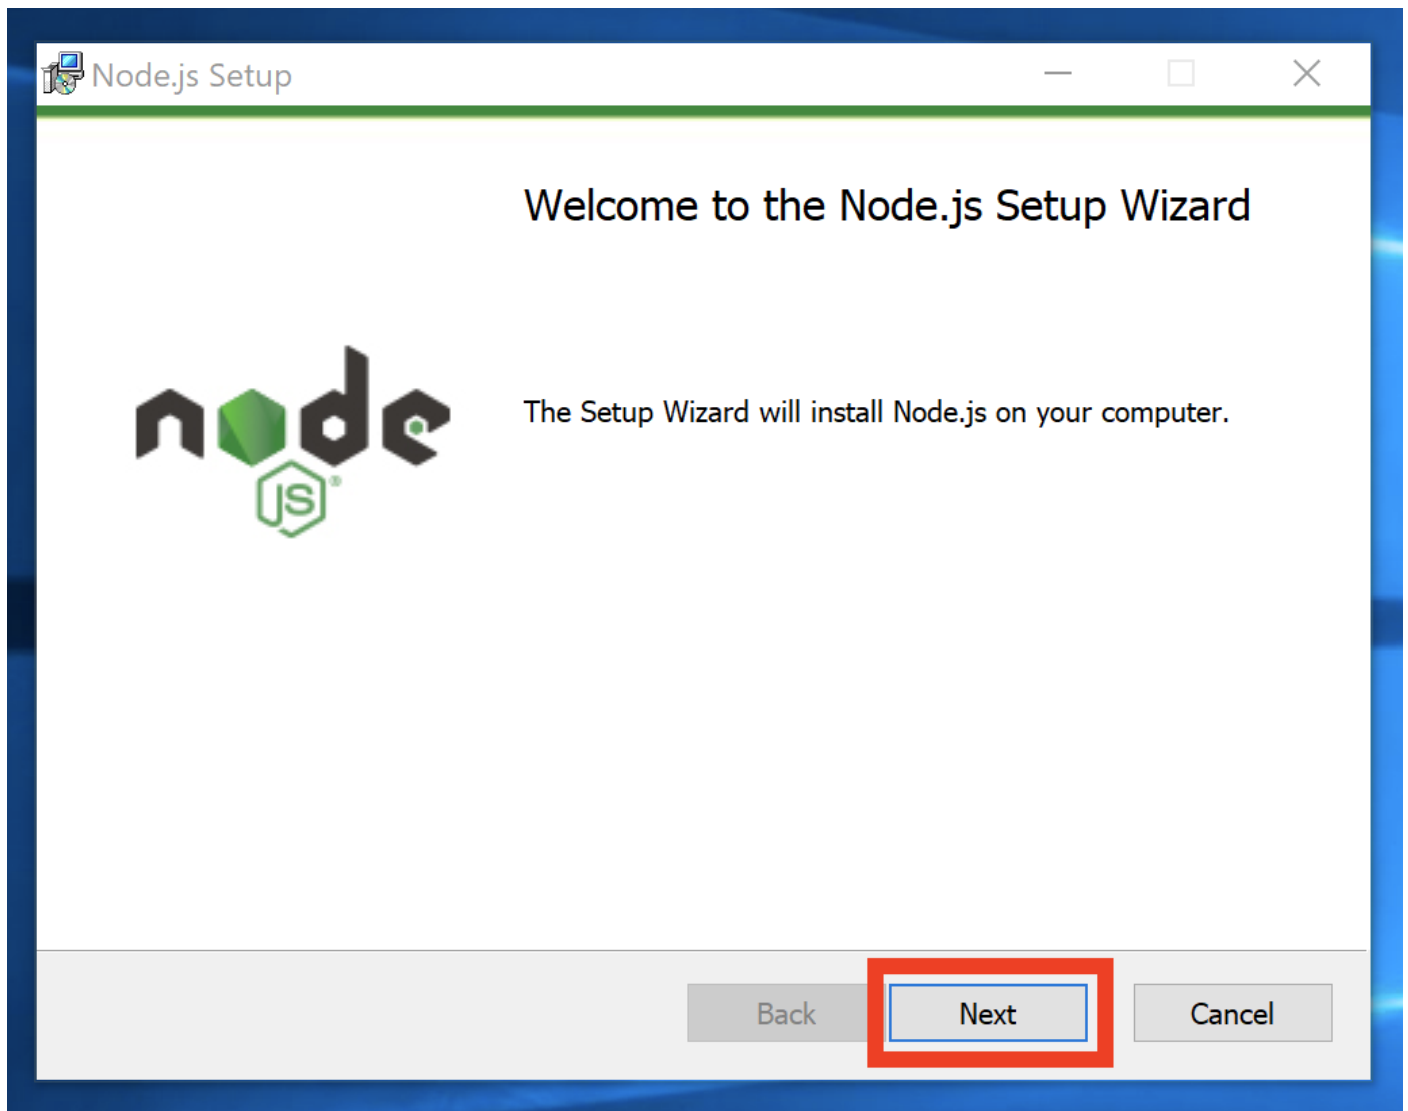 Node.js Setup
Welcome to the Node.js Setup Wizard
node
JS®
The Setup Wizard will install Node.js on your computer.
Back
Next
Cancel